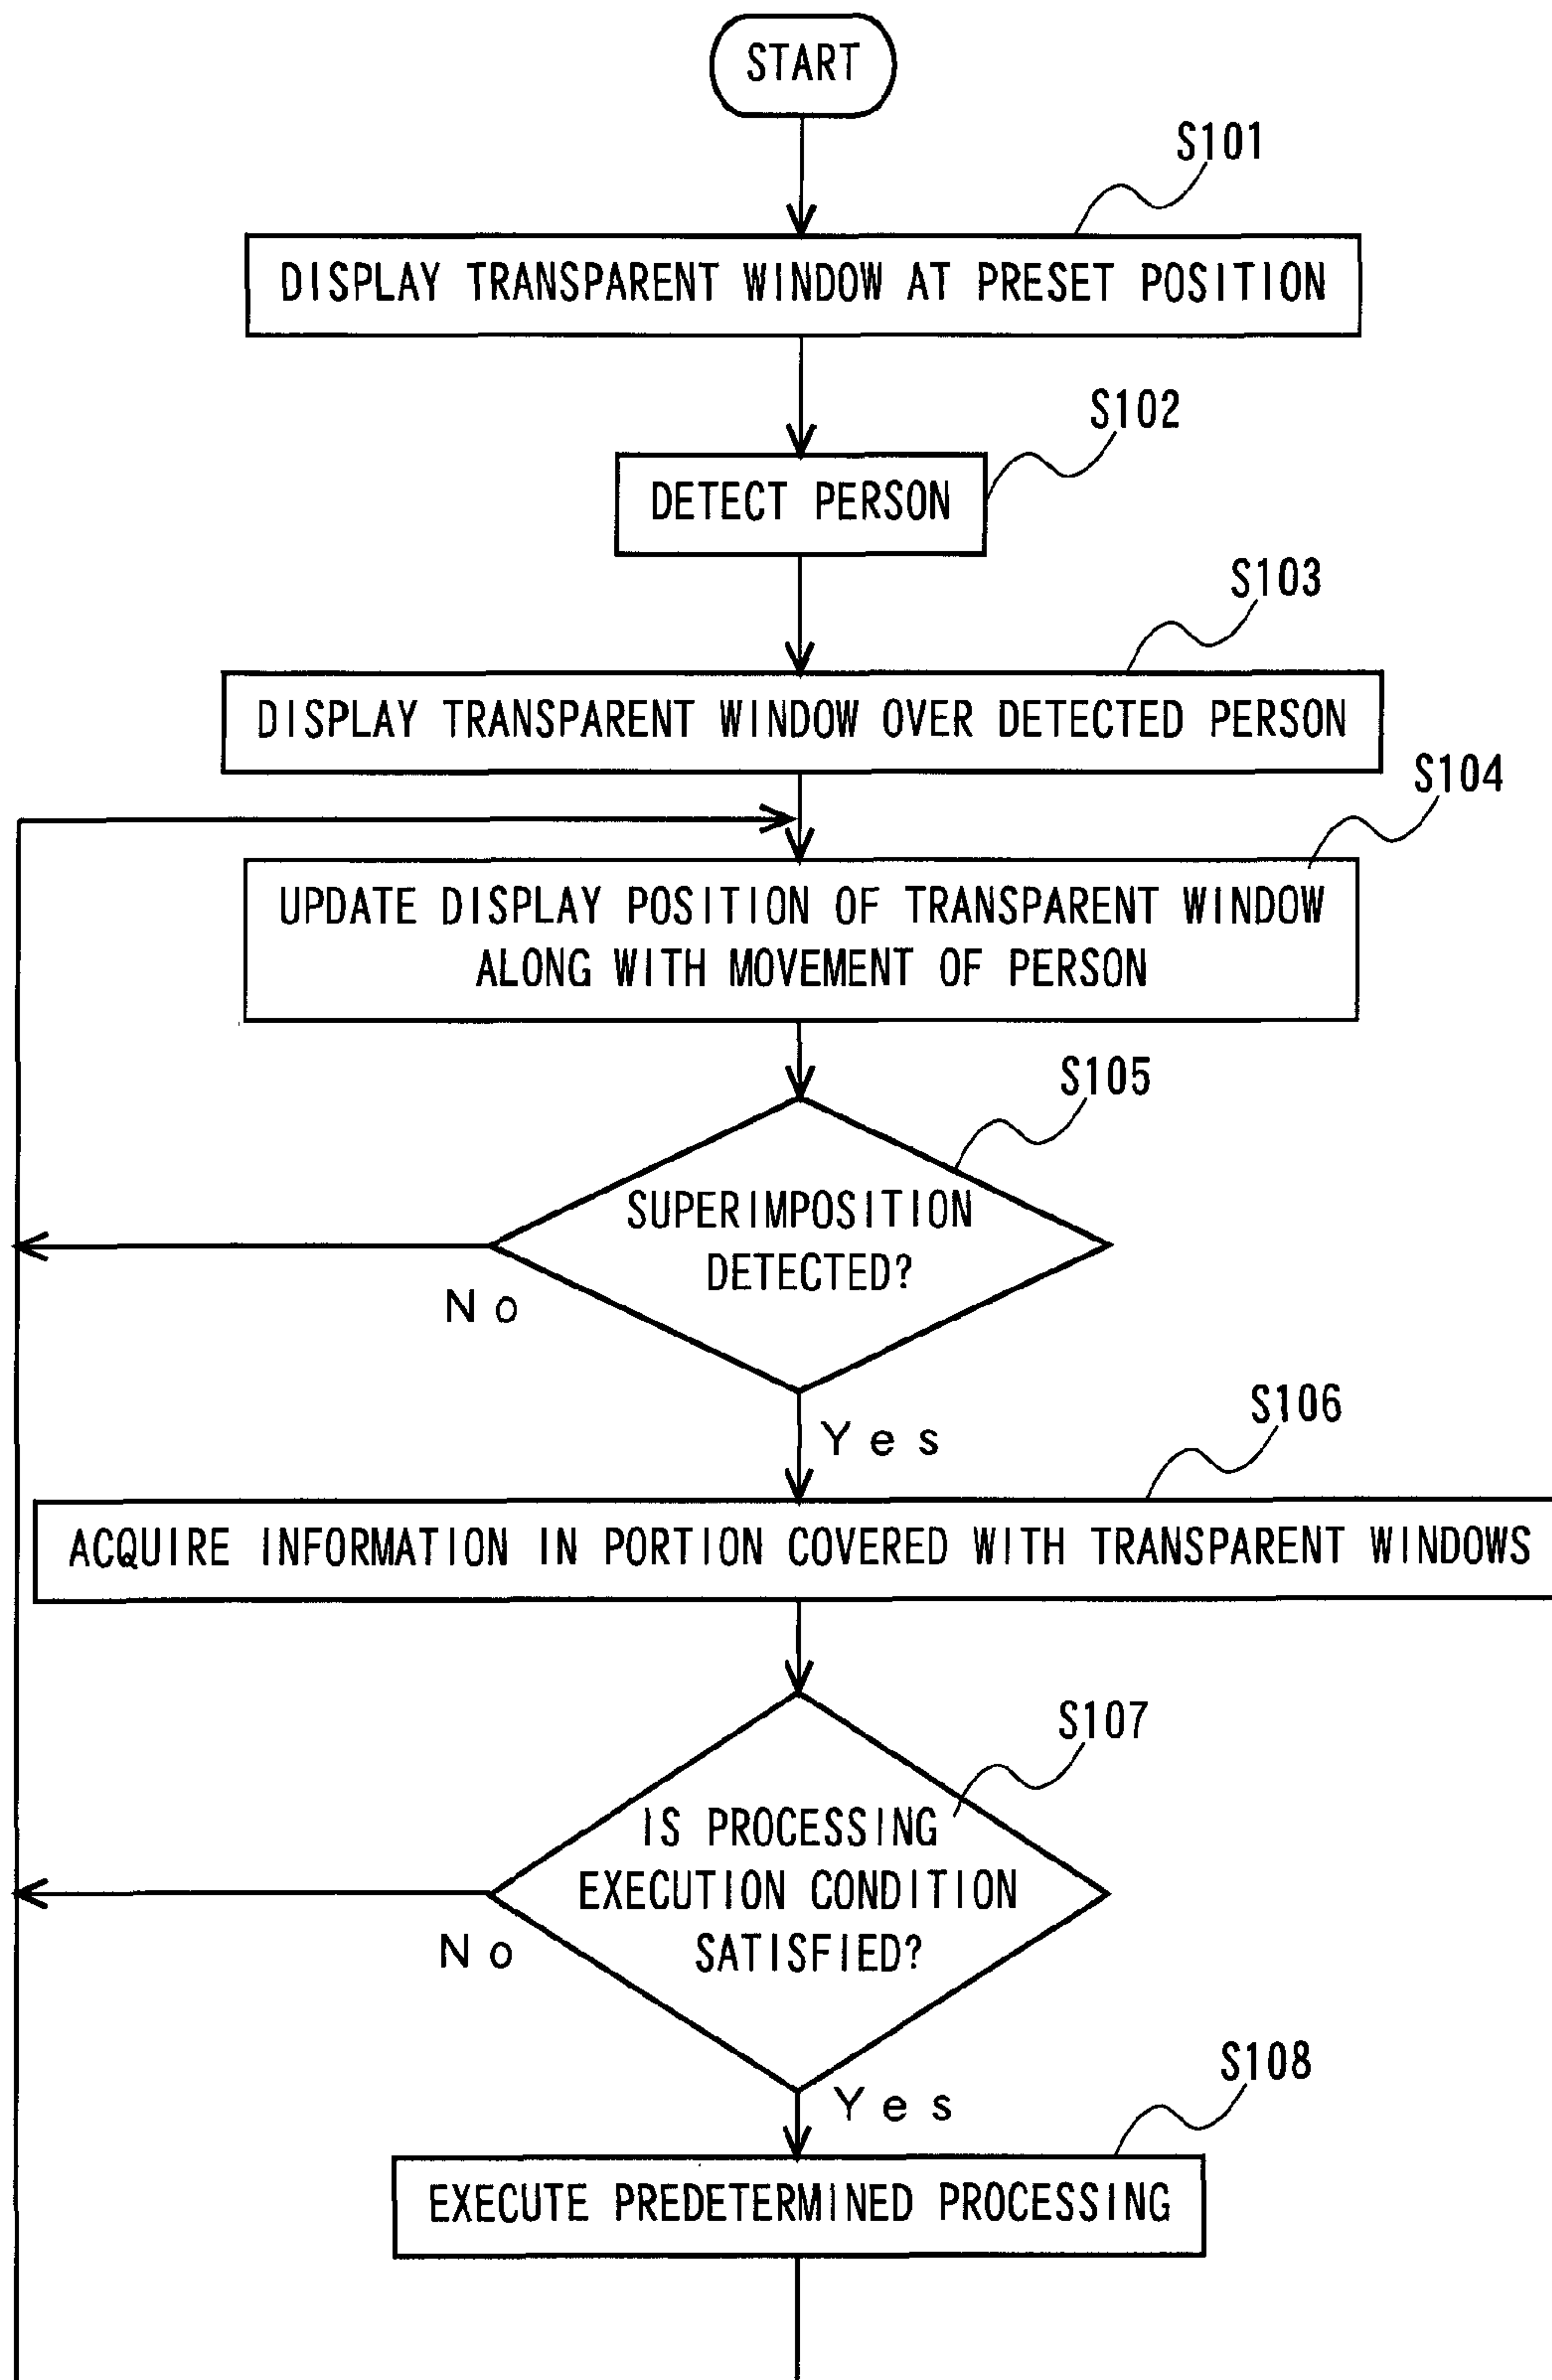 START
S101
DISPLAY TRANSPARENT WINDOW AT PRESET POSITION
S102
DETECT PERSON
S103
DISPLAY TRANSPARENT WINDOW OVER DETECTED PERSON
S104
UPDATE DISPLAY POSITION OF TRANSPARENT WINDOW
ALONG WITH MOVEMENT OF PERSON
S105
SUPERIMPOSITION
DETECTED?
No
Yes
S106
ACQUIRE INFORMATION IN PORTION COVERED WITH TRANSPARENT WINDOWS
S107
IS PROCESSING
EXECUTION CONDITION
SATISFIED?
No
Yes
S108
EXECUTE PREDETERMINED PROCESSING